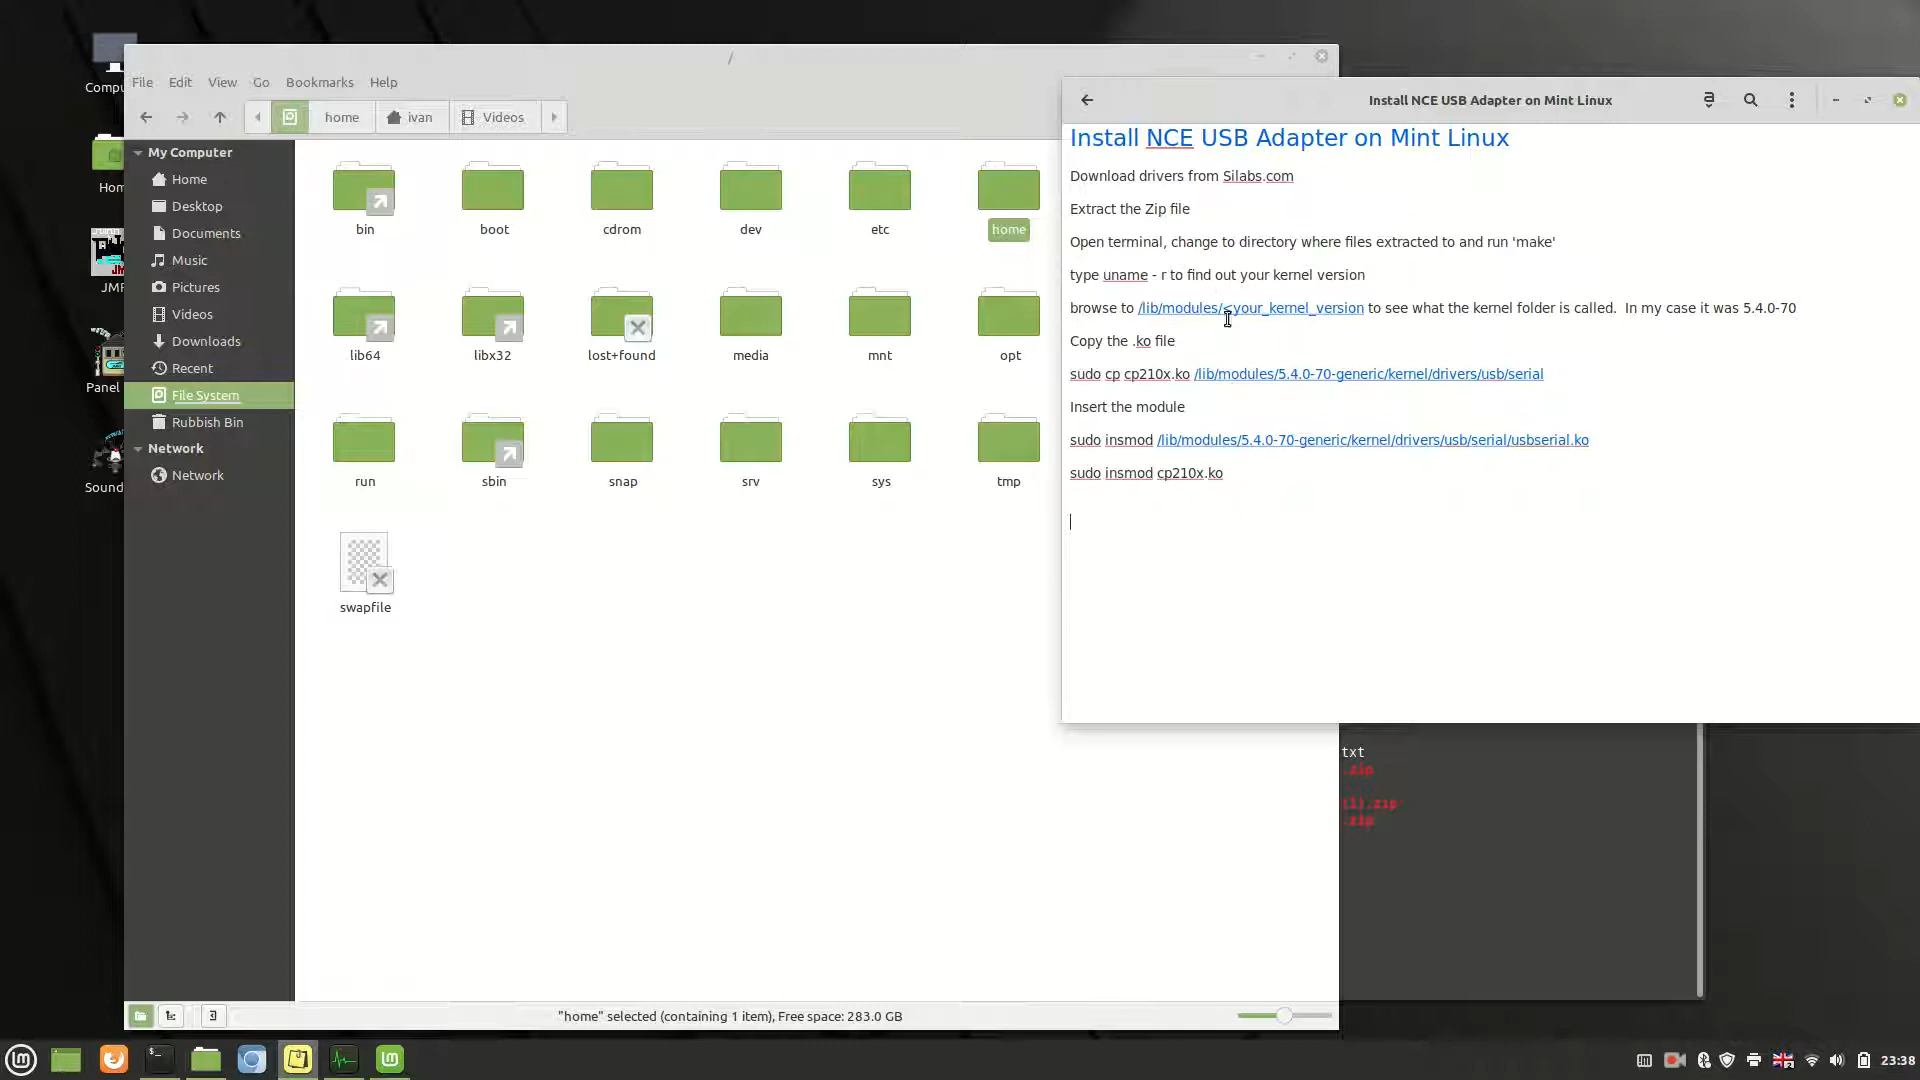 Compu
Hom
JMF
Panel
Sound
/
File Edit View Go Bookmarks Help
home ivan Videos
My Computer
Home
Desktop
Documents
Music
Pictures
Videos
Downloads
Recent
File System
Rubbish Bin
Network
Network
bin boot cdrom dev etc home
lib64 libx32 lost+found media mnt opt
run sbin snap srv sys tmp
swapfile
"home" selected (containing 1 item), Free space: 283.0 GB
Install NCE USB Adapter on Mint Linux
Install NCE USB Adapter on Mint Linux
Download drivers from Silabs.com
Extract the Zip file
Open terminal, change to directory where files extracted to and run 'make'
type uname - r to find out your kernel version
browse to /lib/modules/<your_kernel_version to see what the kernel folder is called.  In my case it was 5.4.0-70
Copy the .ko file
sudo cp cp210x.ko /lib/modules/5.4.0-70-generic/kernel/drivers/usb/serial
Insert the module
sudo insmod /lib/modules/5.4.0-70-generic/kernel/drivers/usb/serial/usbserial.ko
sudo insmod cp210x.ko
txt
.zip
(1).zip
.zip
23:38